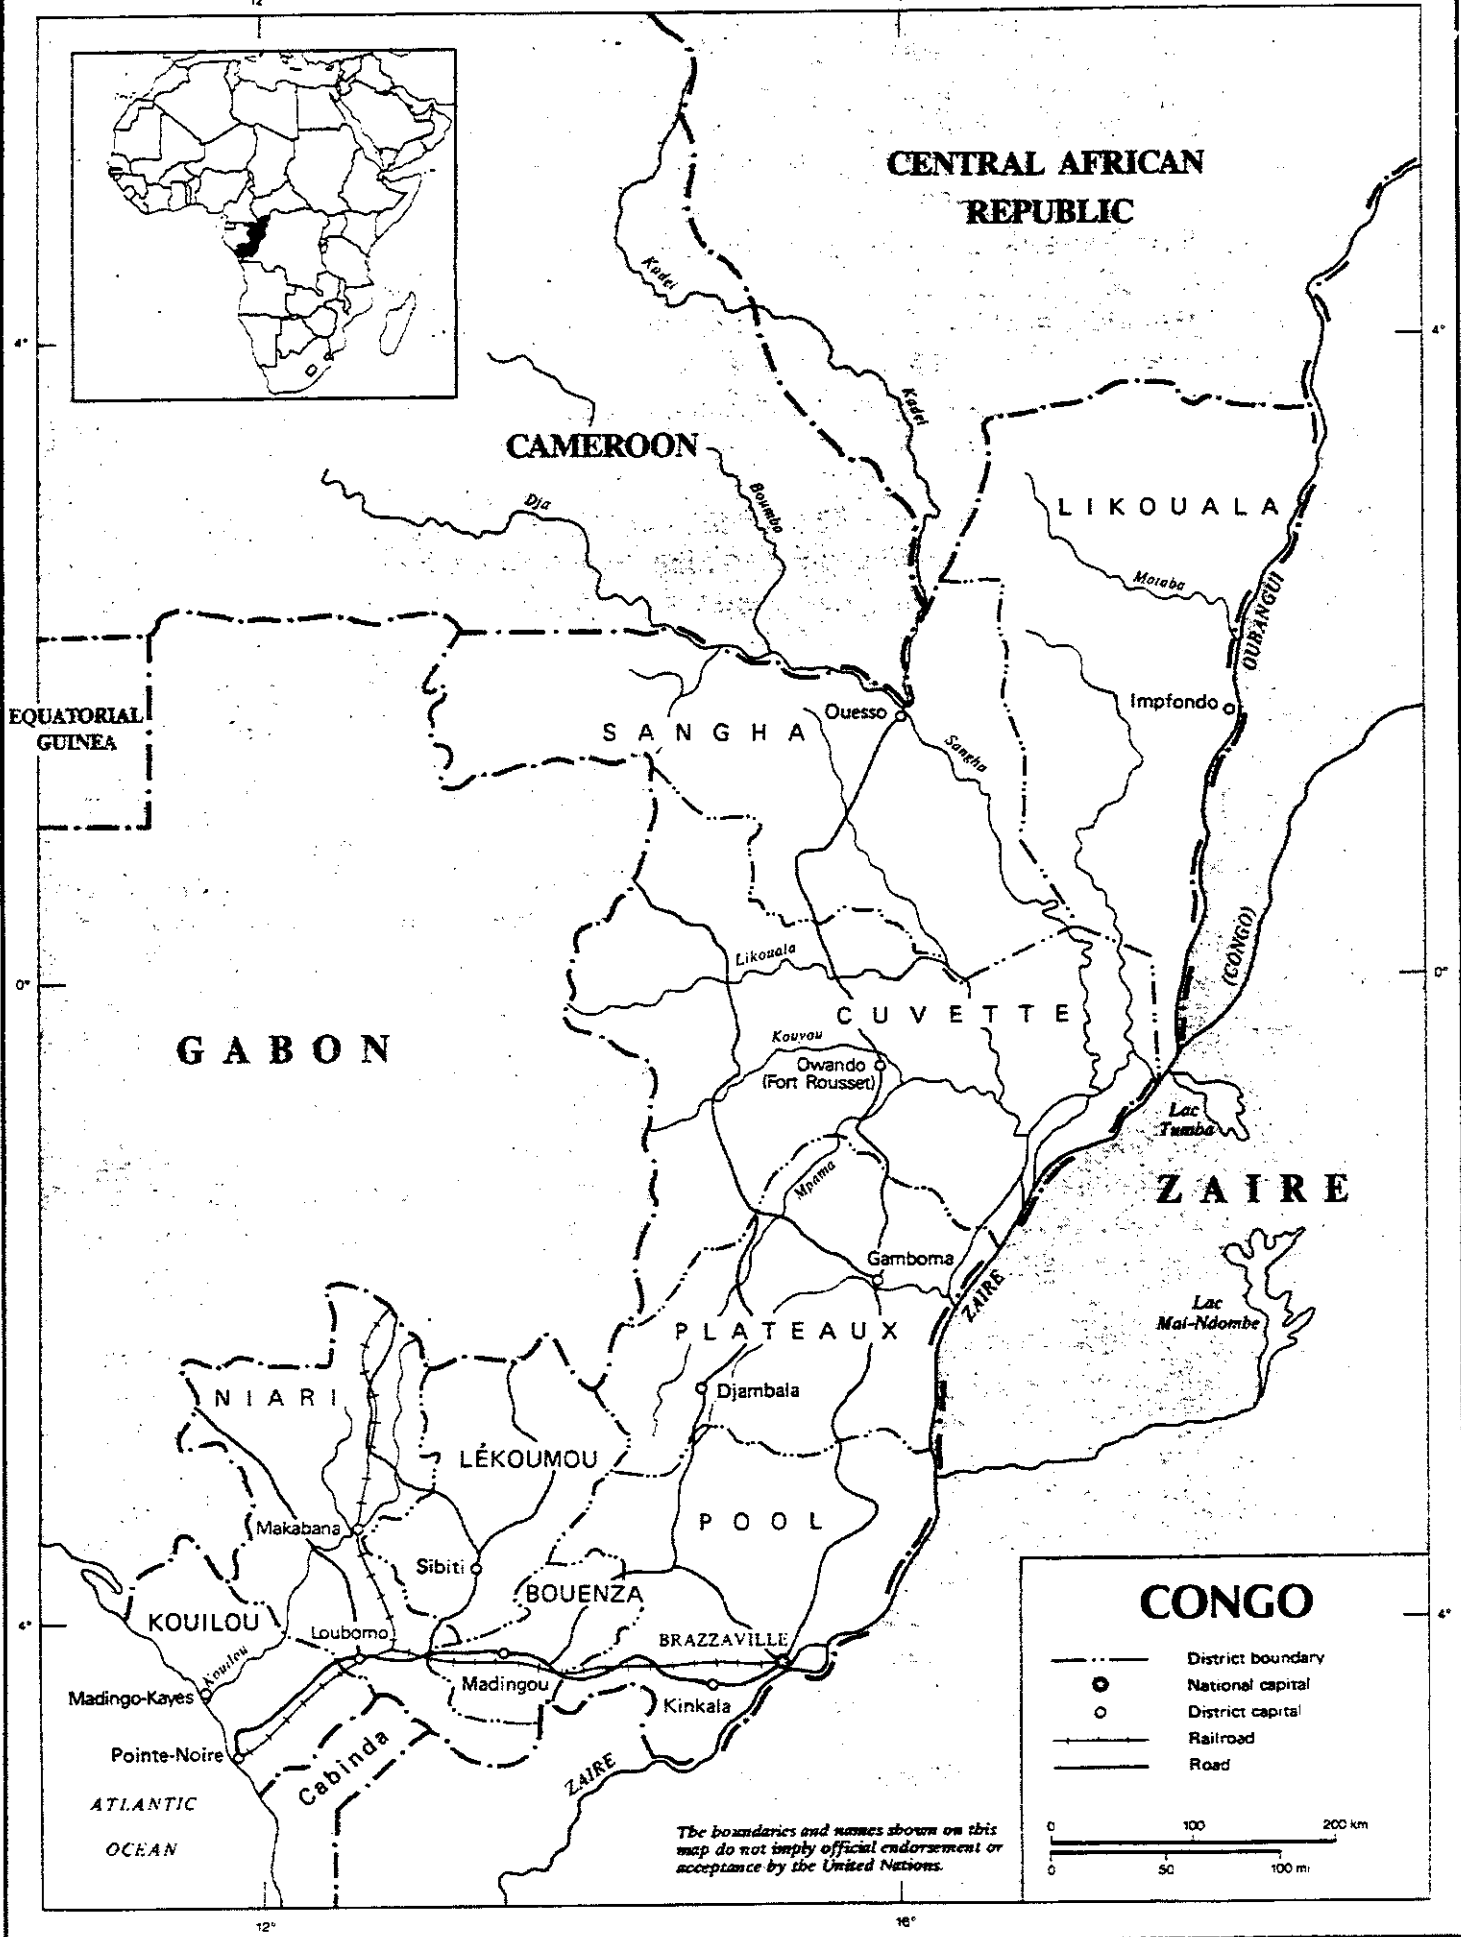 12°
CENTRAL AFRICAN
REPUBLIC
Kadei
4°
4°
Kadei
CAMEROON
Boumba
Dja
LIKOUALA
Motaba
OUBANGUI
EQUATORIAL
GUINEA
Impfondo
Ouesso
SANGHA
Sangha
(CONGO)
Likouala
0°
0°
CUVETTE
GABON
Kouyou
Owando
(Fort Rousset)
Lac
Tumba
Mpama
ZAIRE
Gamboma
ZAIRE
Lac
Mai-Ndombe
PLATEAUX
NIARI
Djambala
LÉKOUMOU
POOL
Makabana
Sibiti
BOUENZA
KOUILOU
Loubomo
BRAZZAVILLE
4°
4°
Kouilou
Madingo-Kayes
Madingou
Kinkala
Pointe-Noire
Cabinda
ZAIRE
ATLANTIC
OCEAN
CONGO
District boundary
National capital
District capital
Railroad
Road
0 100 200 km
0 50 100 mi
The boundaries and names shown on this
map do not imply official endorsement or
acceptance by the United Nations.
12°
16°